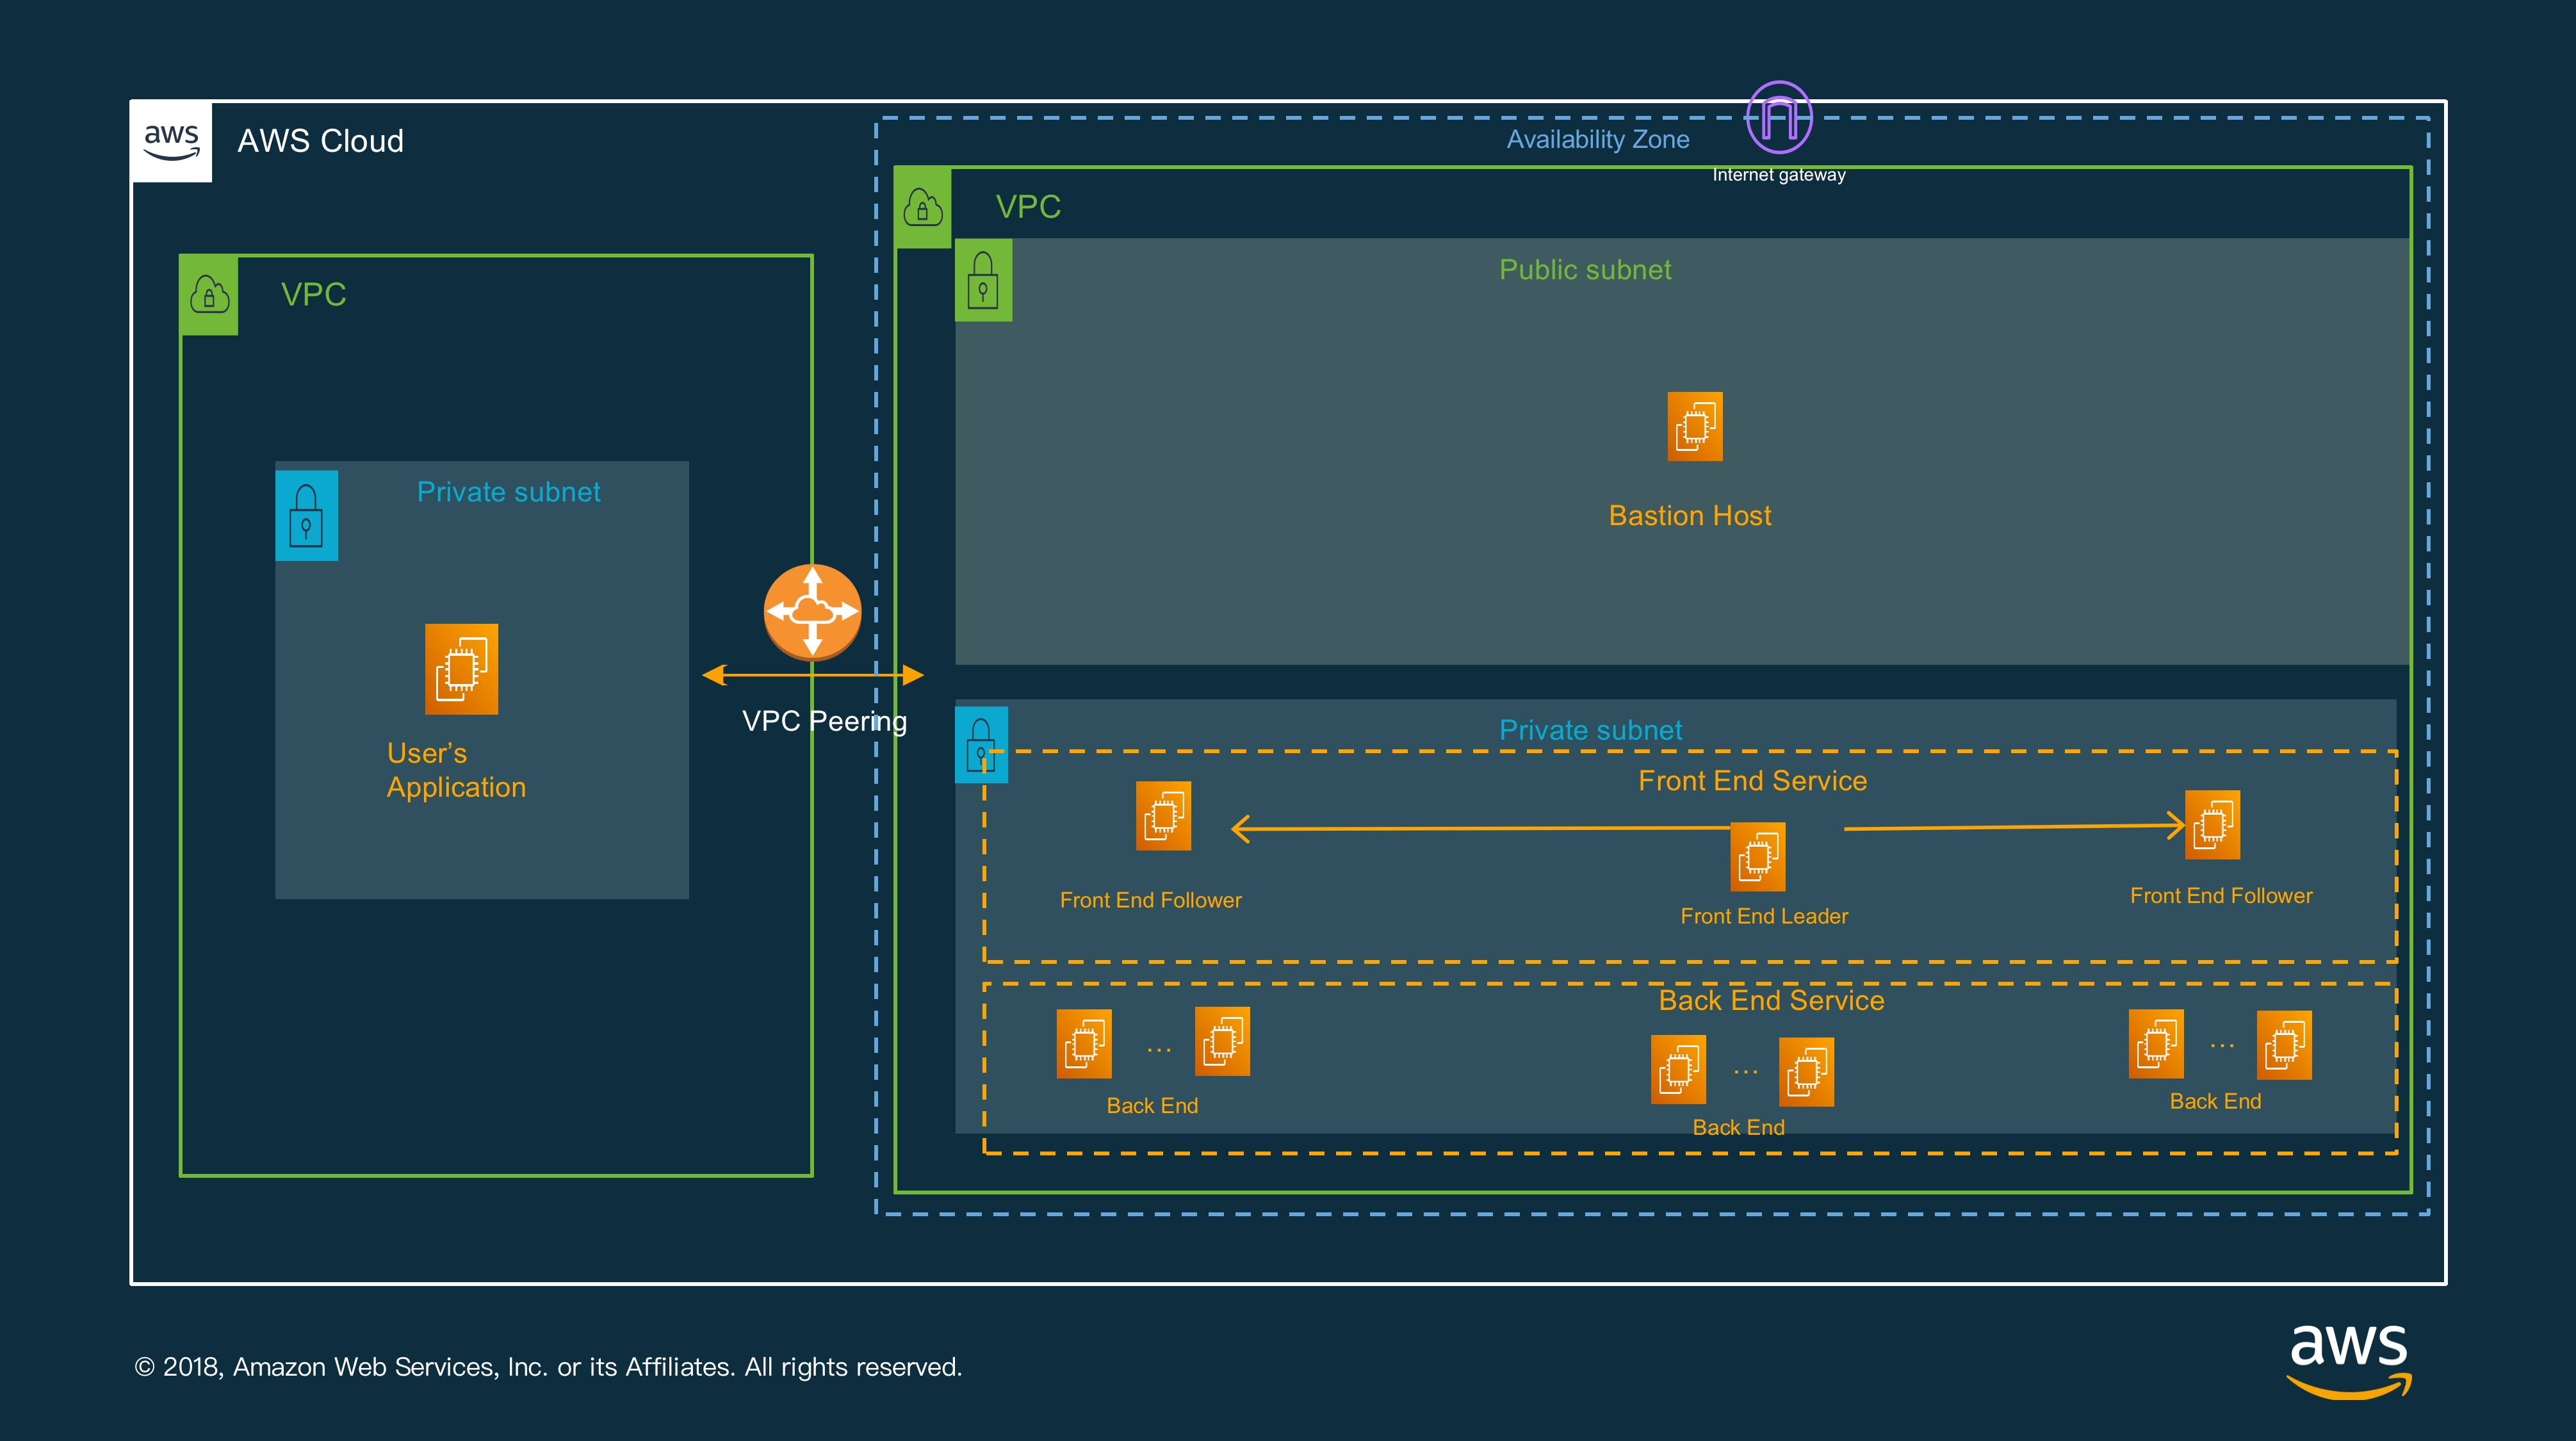 aws
AWS Cloud
Availability Zone
Internet gateway
VPC
Public subnet
Bastion Host
VPC
Private subnet
User’s
Application
VPC Peering
Private subnet
Front End Service
Front End Follower
Front End Leader
Front End Follower
Back End Service
...
Back End
...
Back End
...
Back End
© 2018, Amazon Web Services, Inc. or its Affiliates. All rights reserved.
aws